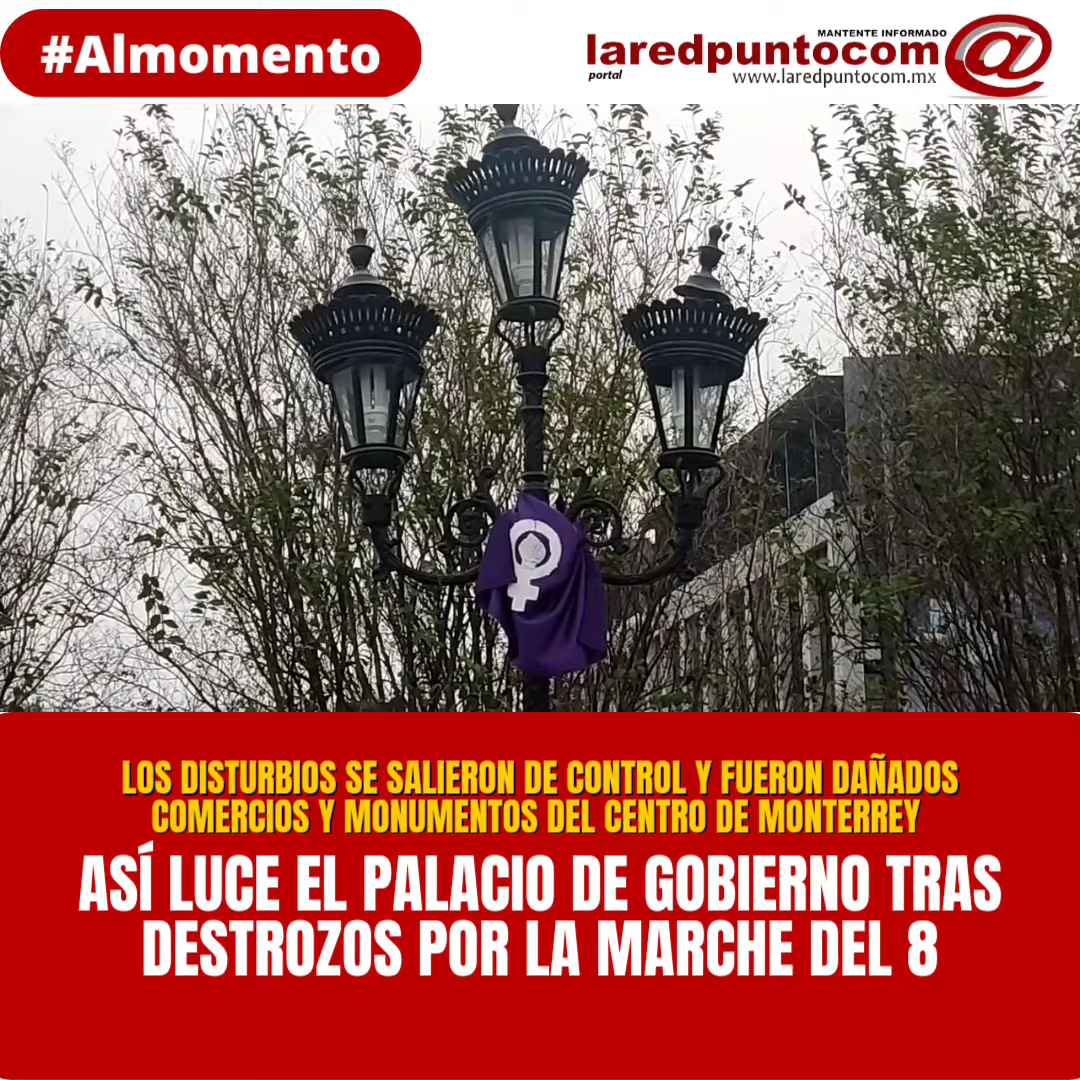 #Almomento
MANTENTE INFORMADO
laredpuntocom@
portal
www.laredpuntocom.mx
LOS DISTURBIOS SE SALIERON DE CONTROL Y FUERON DAÑADOS
COMERCIOS Y MONUMENTOS DEL CENTRO DE MONTERREY
ASÍ LUCE EL PALACIO DE GOBIERNO TRAS
DESTROZOS POR LA MARCHE DEL 8